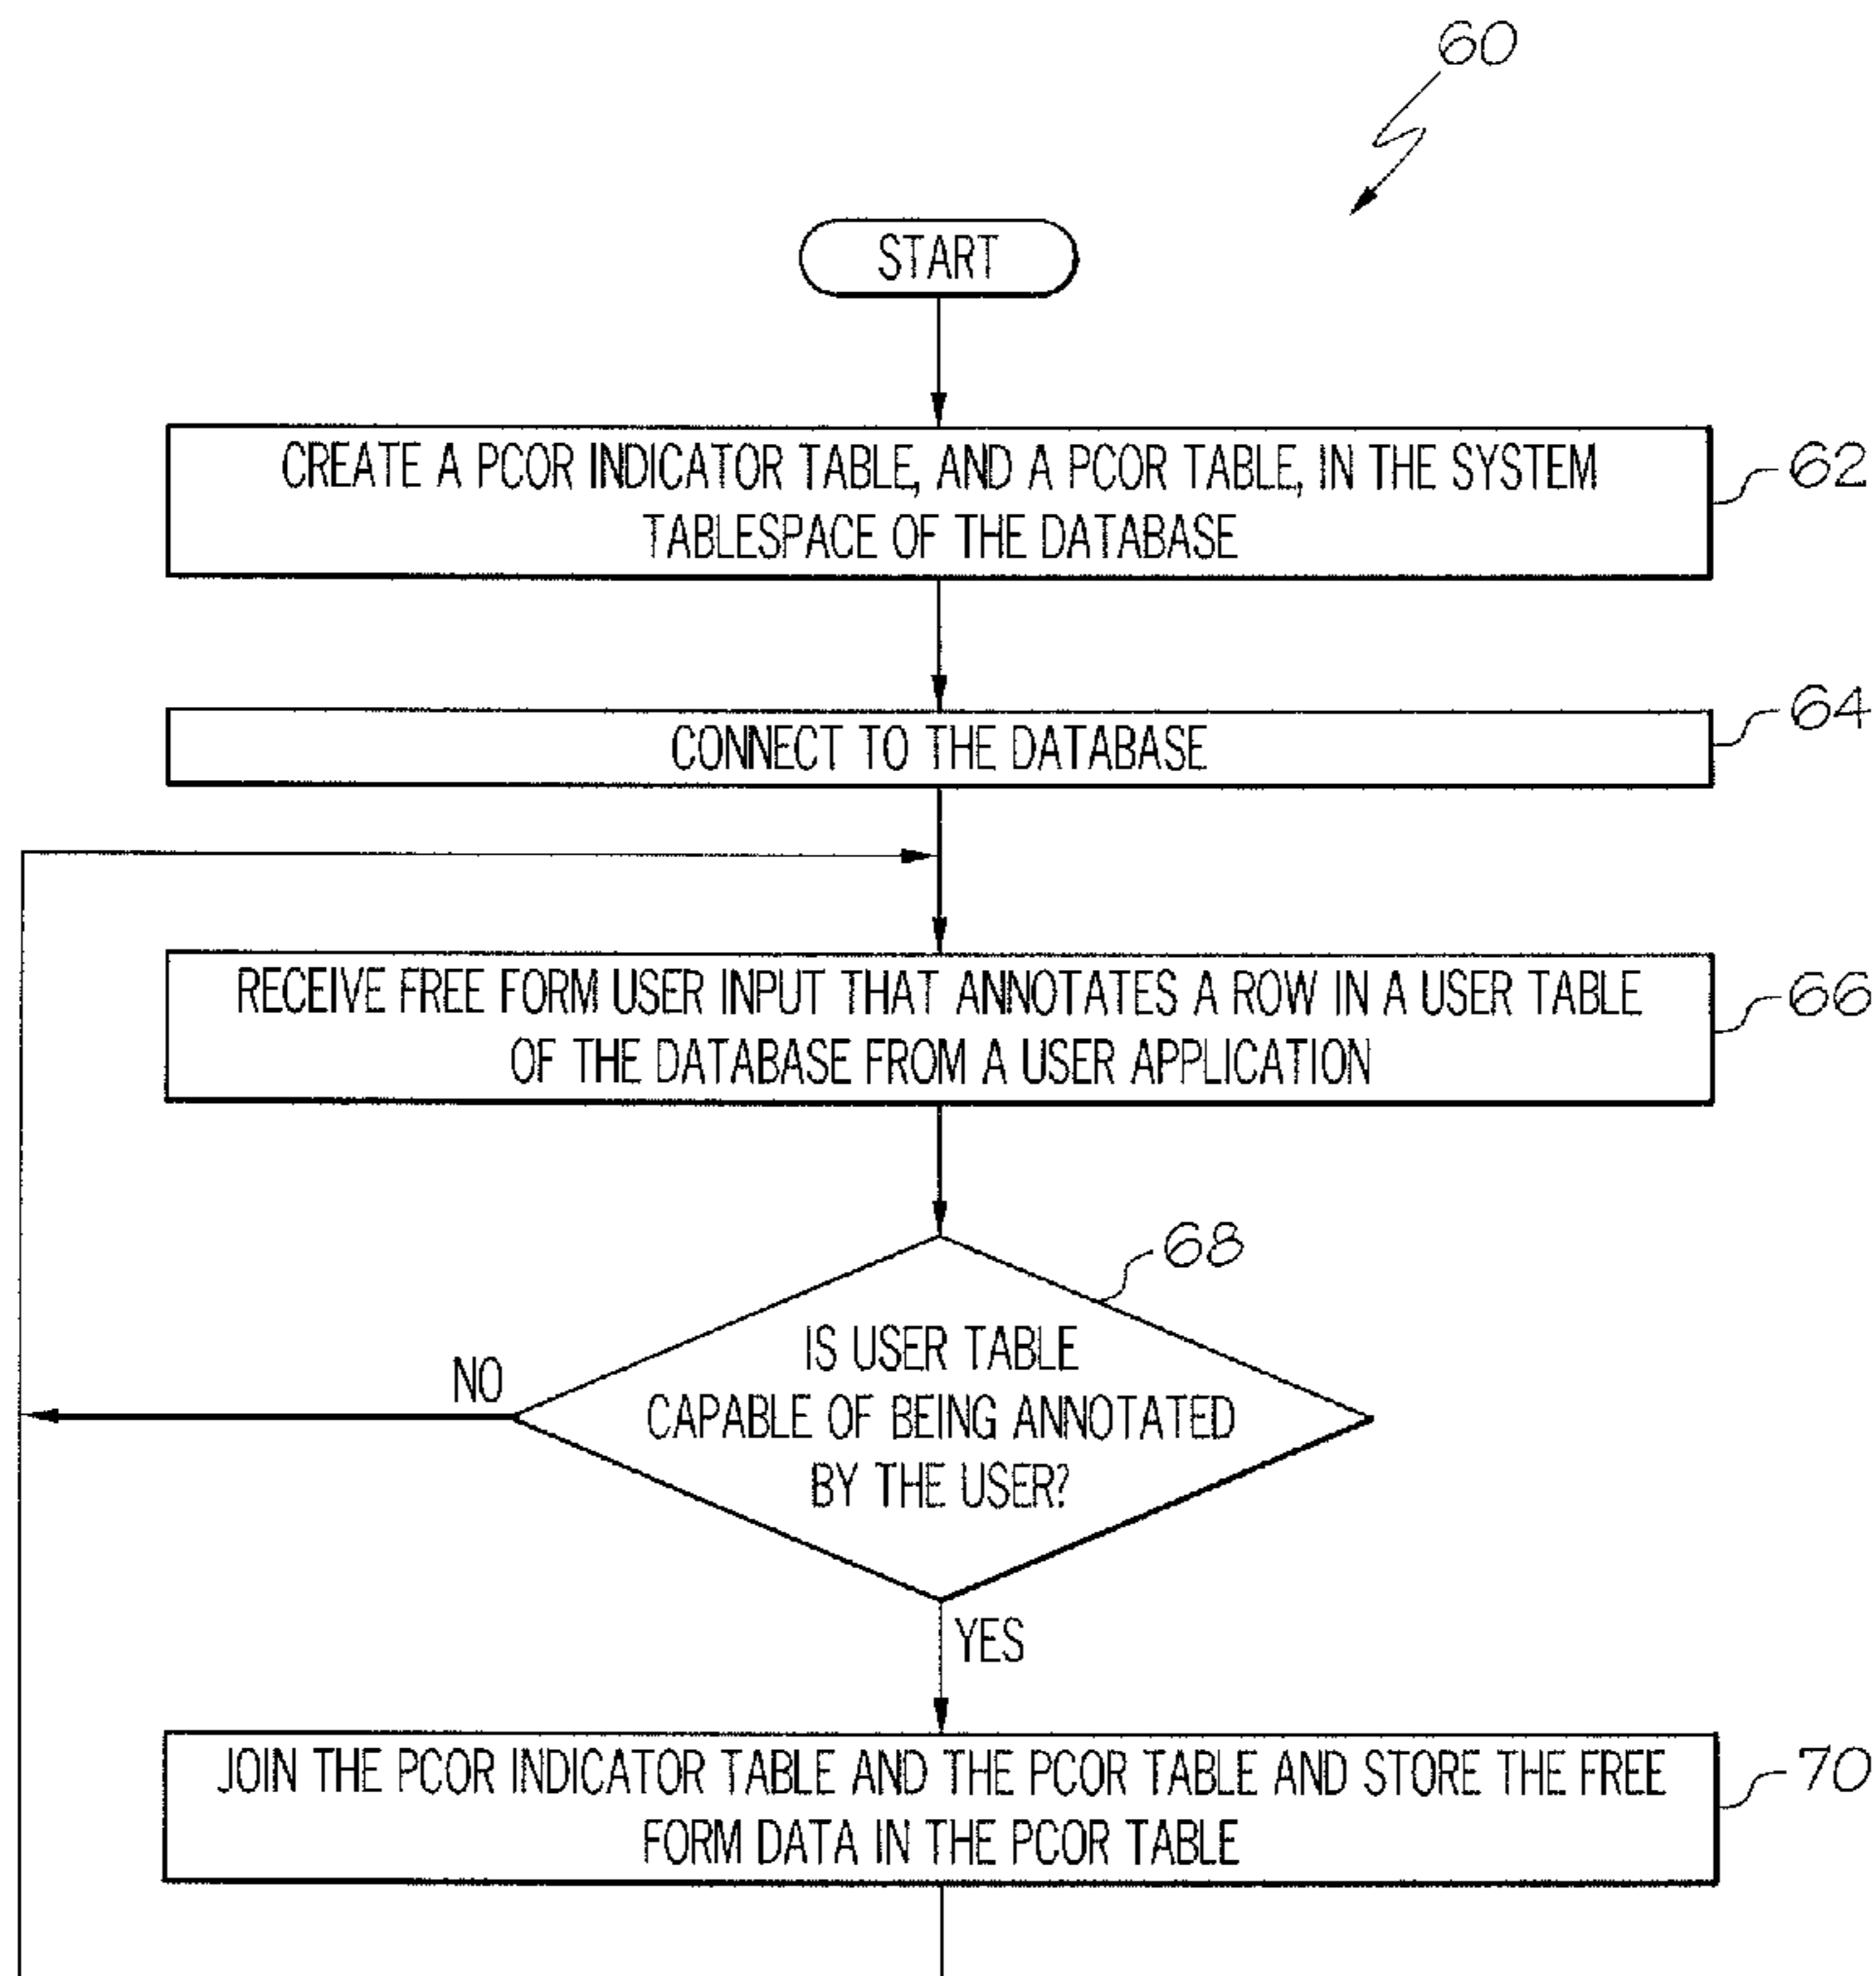 60
START
CREATE A PCOR INDICATOR TABLE, AND A PCOR TABLE, IN THE SYSTEM
TABLESPACE OF THE DATABASE
62
CONNECT TO THE DATABASE
64
RECEIVE FREE FORM USER INPUT THAT ANNOTATES A ROW IN A USER TABLE
OF THE DATABASE FROM A USER APPLICATION
66
68
IS USER TABLE
CAPABLE OF BEING ANNOTATED
BY THE USER?
NO
YES
JOIN THE PCOR INDICATOR TABLE AND THE PCOR TABLE AND STORE THE FREE
FORM DATA IN THE PCOR TABLE
70